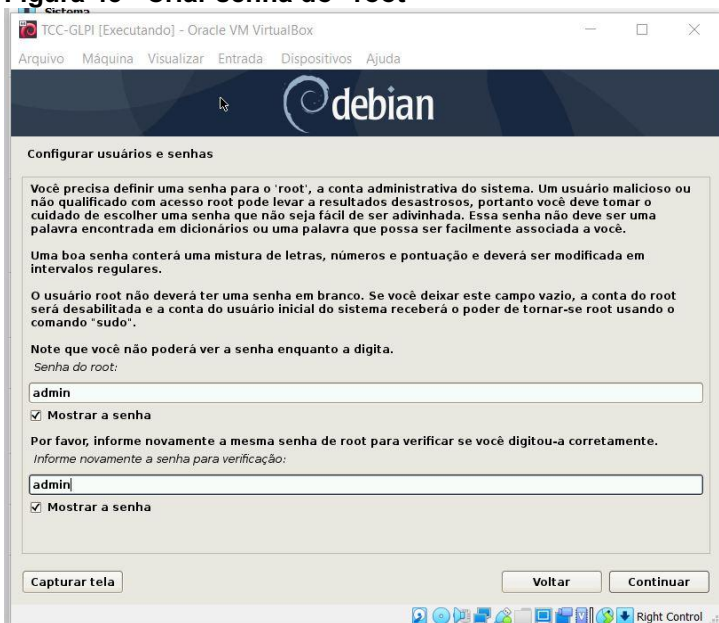 Sistema
TCC-GLPI [Executando] - Oracle VM VirtualBox
Arquivo Máquina Visualizar Entrada Dispositivos Ajuda
debian
Configurar usuários e senhas
Você precisa definir uma senha para o 'root', a conta administrativa do sistema. Um usuário malicioso ou
não qualificado com acesso root pode levar a resultados desastrosos, portanto você deve tomar o
cuidado de escolher uma senha que não seja fácil de ser adivinhada. Essa senha não deve ser uma
palavra encontrada em dicionários ou uma palavra que possa ser facilmente associada a você.
Uma boa senha conterá uma mistura de letras, números e pontuação e deverá ser modificada em
intervalos regulares.
O usuário root não deverá ter uma senha em branco. Se você deixar este campo vazio, a conta do root
será desabilitada e a conta do usuário inicial do sistema receberá o poder de tornar-se root usando o
comando "sudo".
Note que você não poderá ver a senha enquanto a digita.
Senha do root:
admin
Mostrar a senha
Por favor, informe novamente a mesma senha de root para verificar se você digitou-a corretamente.
Informe novamente a senha para verificação:
admin
Mostrar a senha
Capturar tela Voltar Continuar
Right Control